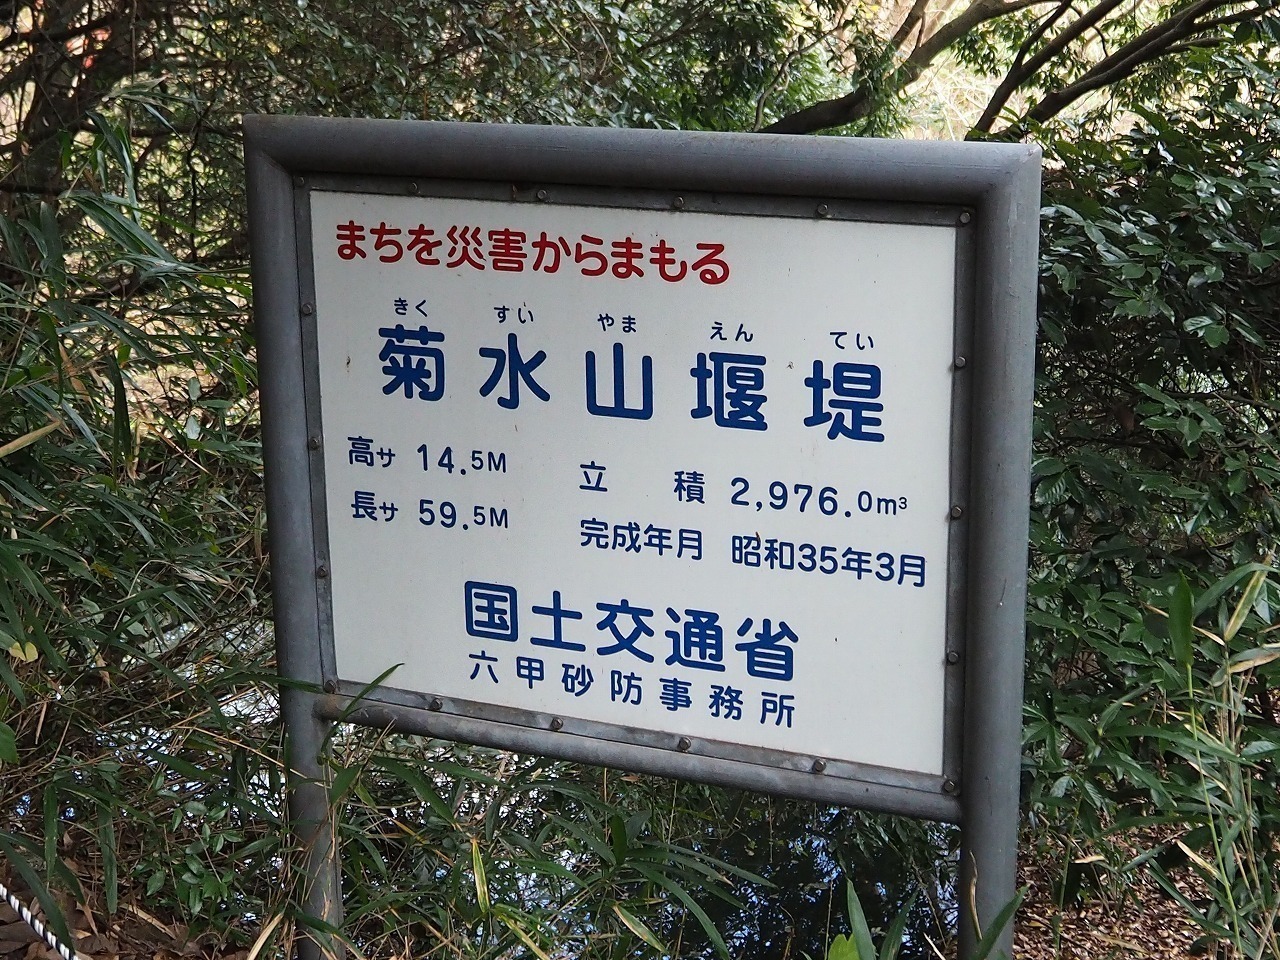 まちを災害からまもる
きく すい やま えん てい
菊水山堰堤
高サ 14.5M 立積 2,976.0m³
長サ 59.5M 完成年月 昭和35年3月
国土交通省
六甲砂防事務所